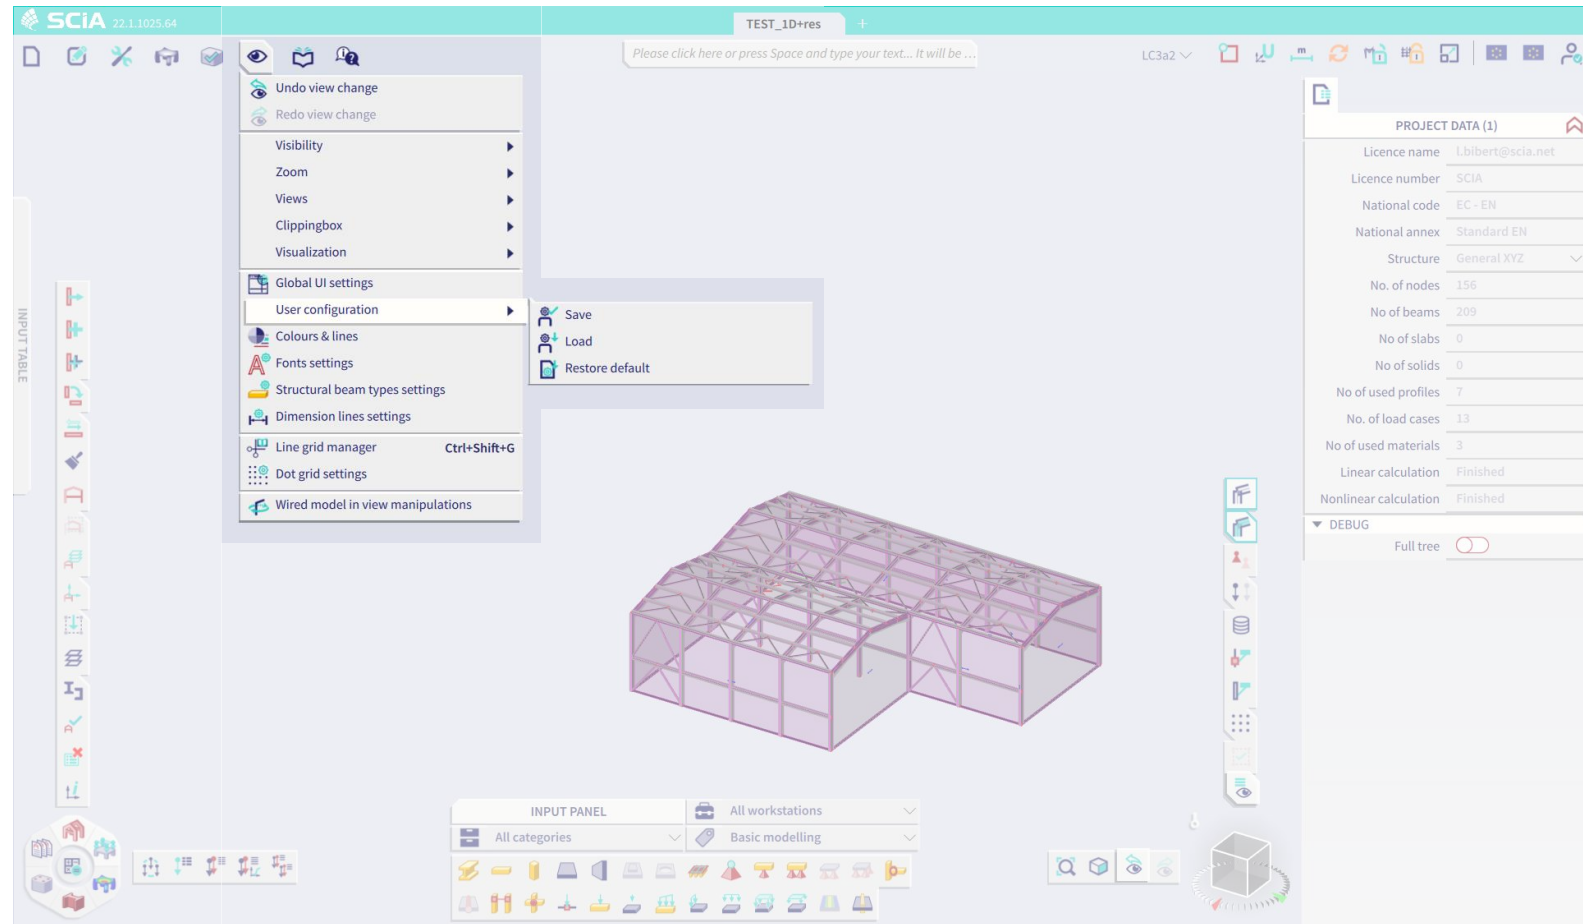 SCiA 22.1.1025.64
TEST_1D+res +
Please click here or press Space and type your text... It will be ...
LC3a2
Undo view change
Redo view change
Visibility
Zoom
Views
Clippingbox
Visualization
Global UI settings
User configuration
Colours & lines
Fonts settings
Structural beam types settings
Dimension lines settings
Line grid manager Ctrl+Shift+G
Dot grid settings
Wired model in view manipulations
Save
Load
Restore default
INPUT TABLE
PROJECT DATA (1)
Licence name l.bibert@scia.net
Licence number SCIA
National code EC - EN
National annex Standard EN
Structure General XYZ
No. of nodes 156
No of beams 209
No of slabs 0
No of solids 0
No of used profiles 7
No. of load cases 13
No of used materials 3
Linear calculation Finished
Nonlinear calculation Finished
DEBUG
Full tree
INPUT PANEL
All workstations
All categories
Basic modelling